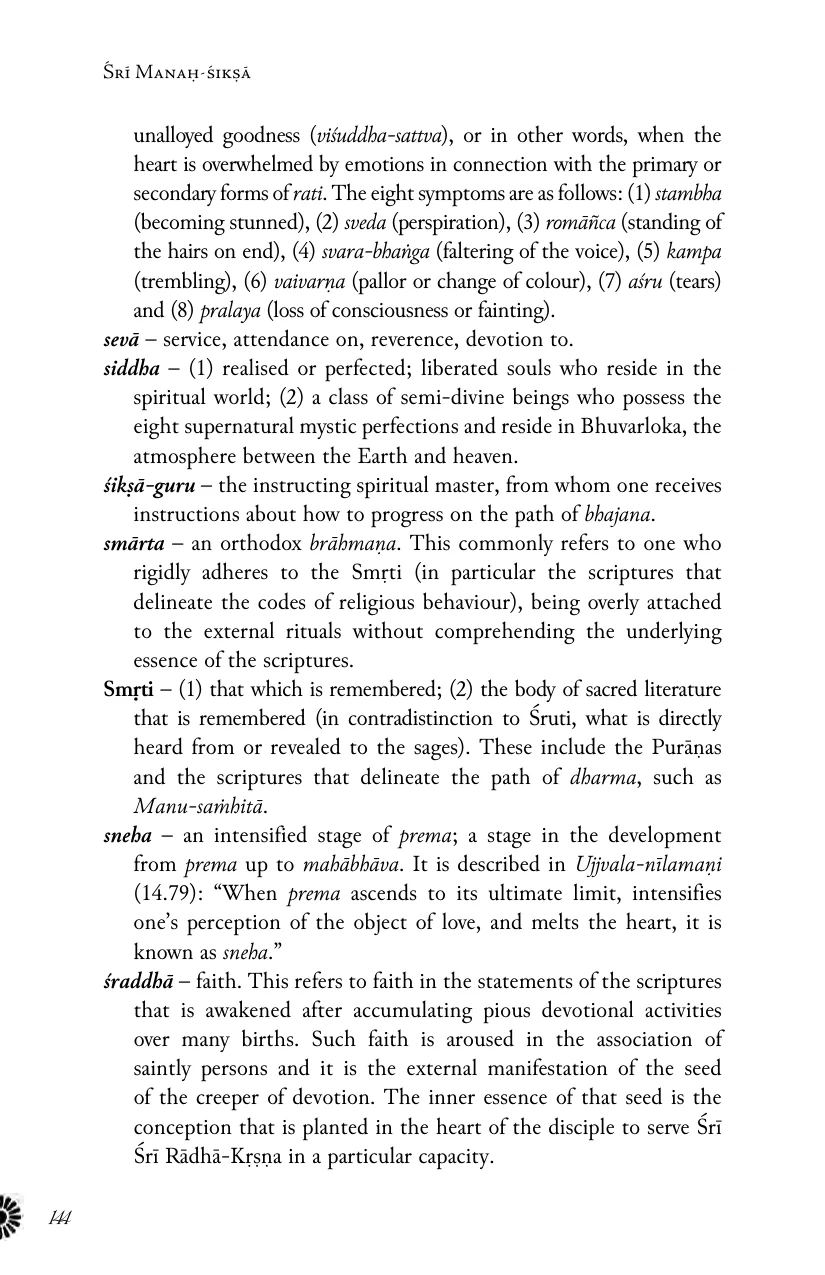 Śrī Manaḥ-śikṣā
unalloyed goodness (viśuddha-sattva), or in other words, when the
heart is overwhelmed by emotions in connection with the primary or
secondary forms of rati. The eight symptoms are as follows: (1) stambha
(becoming stunned), (2) sveda (perspiration), (3) romāñca (standing of
the hairs on end), (4) svara-bhaṅga (faltering of the voice), (5) kampa
(trembling), (6) vaivarṇa (pallor or change of colour), (7) aśru (tears)
and (8) pralaya (loss of consciousness or fainting).
sevā – service, attendance on, reverence, devotion to.
siddha – (1) realised or perfected; liberated souls who reside in the
spiritual world; (2) a class of semi-divine beings who possess the
eight supernatural mystic perfections and reside in Bhuvarloka, the
atmosphere between the Earth and heaven.
śikṣā-guru – the instructing spiritual master, from whom one receives
instructions about how to progress on the path of bhajana.
smārta – an orthodox brāhmaṇa. This commonly refers to one who
rigidly adheres to the Smṛti (in particular the scriptures that
delineate the codes of religious behaviour), being overly attached
to the external rituals without comprehending the underlying
essence of the scriptures.
Smṛti – (1) that which is remembered; (2) the body of sacred literature
that is remembered (in contradistinction to Śruti, what is directly
heard from or revealed to the sages). These include the Purāṇas
and the scriptures that delineate the path of dharma, such as
Manu-saṁhitā.
sneha – an intensified stage of prema; a stage in the development
from prema up to mahābhāva. It is described in Ujjvala-nīlamaṇi
(14.79): “When prema ascends to its ultimate limit, intensifies
one’s perception of the object of love, and melts the heart, it is
known as sneha.”
śraddhā – faith. This refers to faith in the statements of the scriptures
that is awakened after accumulating pious devotional activities
over many births. Such faith is aroused in the association of
saintly persons and it is the external manifestation of the seed
of the creeper of devotion. The inner essence of that seed is the
conception that is planted in the heart of the disciple to serve Śrī
Śrī Rādhā-Kṛṣṇa in a particular capacity.
144